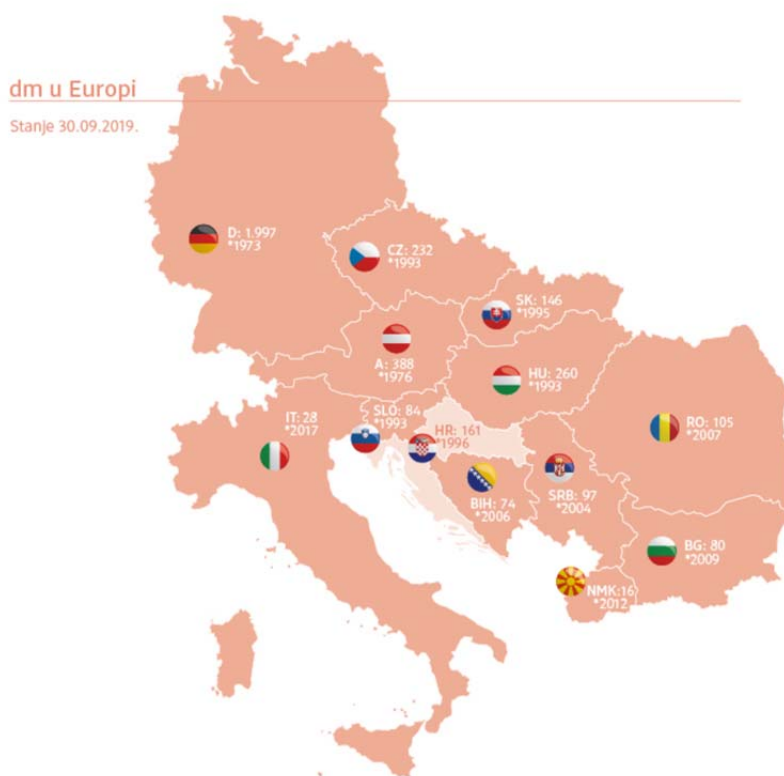 dm u Europi
Stanje 30.09.2019.
D: 1.997
*1973
CZ: 232
*1993
SK: 146
*1995
A: 388
*1976
HU: 260
*1993
IT: 28
*2017
SLO: 84
*1993
HR: 161
*1996
RO: 105
*2007
BIH: 74
*2006
SRB: 97
*2004
BG: 80
*2009
NMK:16
*2012